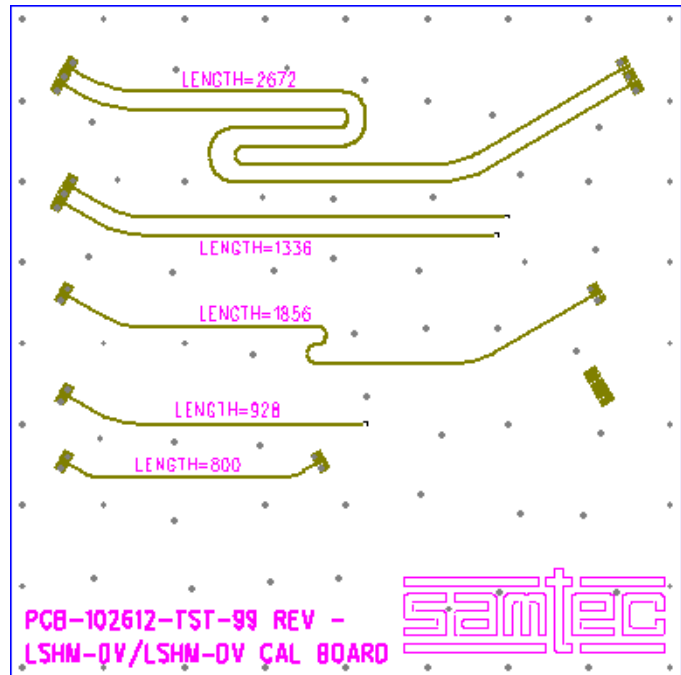 LENGTH=2672
LENGTH=1336
LENGTH=1856
LENGTH=928
LENGTH=800
PCB-102612-TST-99 REV -
LSHM-DV/LSHM-DV CAL BOARD
samtec